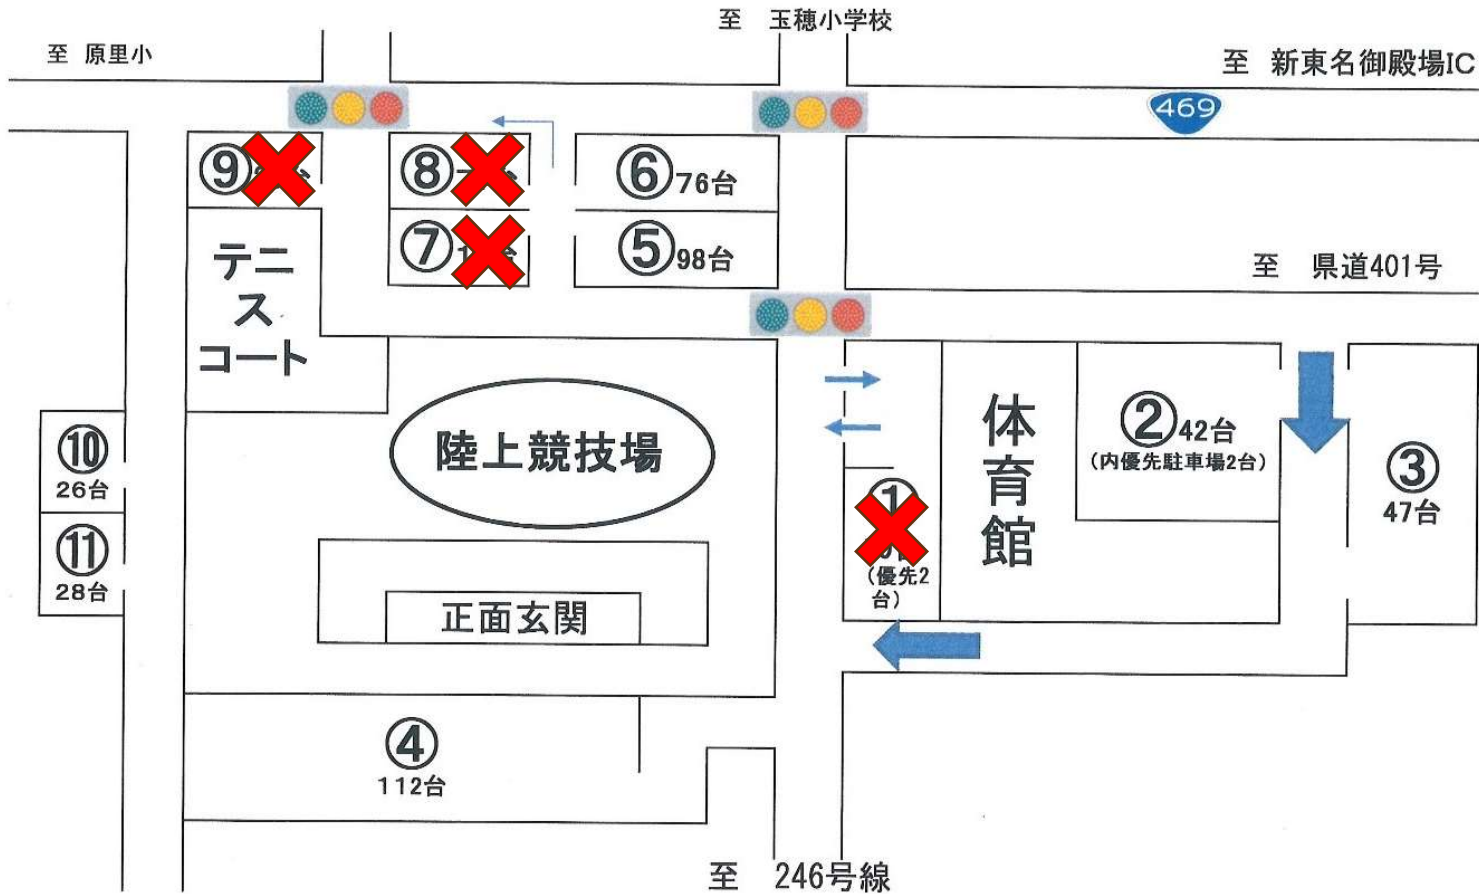 至 玉穂小学校
至 原里小
至 新東名御殿場IC
469
⑨
⑧
⑥76台
⑦
⑤98台
至 県道401号
テニ
ス
コート
陸上競技場
体育館
②42台
(内優先駐車場2台)
③
47台
⑩
26台
⑪
28台
①
(優先2
台)
正面玄関
④
112台
至 246号線